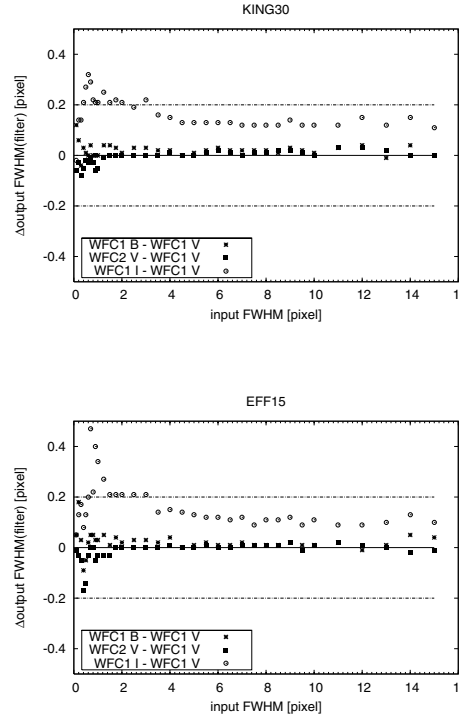 KING30
Δoutput FWHM(filter) [pixel]
0.4
0.2
0
-0.2
-0.4
WFC1 B - WFC1 V
WFC2 V - WFC1 V
WFC1 I - WFC1 V
0 2 4 6 8 10 12 14 1
input FWHM [pixel]
EFF15
Δoutput FWHM(filter) [pixel]
0.4
0.2
0
-0.2
-0.4
WFC1 B - WFC1 V
WFC2 V - WFC1 V
WFC1 I - WFC1 V
0 2 4 6 8 10 12 14 1
input FWHM [pixel]